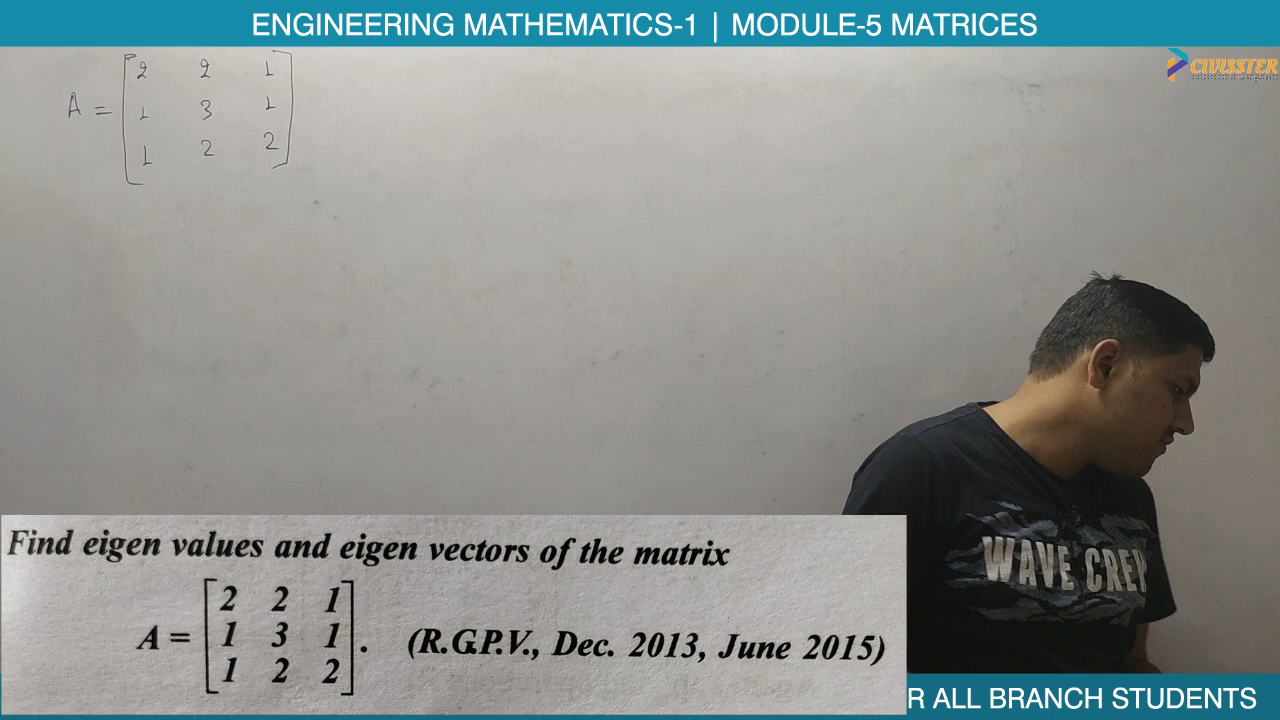 ENGINEERING MATHEMATICS-1 | MODULE-5 MATRICES
CIVISSTER
2 2 1
A = 1 3 1
1 2 2
WAVE CREW
Find eigen values and eigen vectors of the matrix
2 2 1
A = 1 3 1 . (R.G.P.V., Dec. 2013, June 2015)
1 2 2
R ALL BRANCH STUDENTS